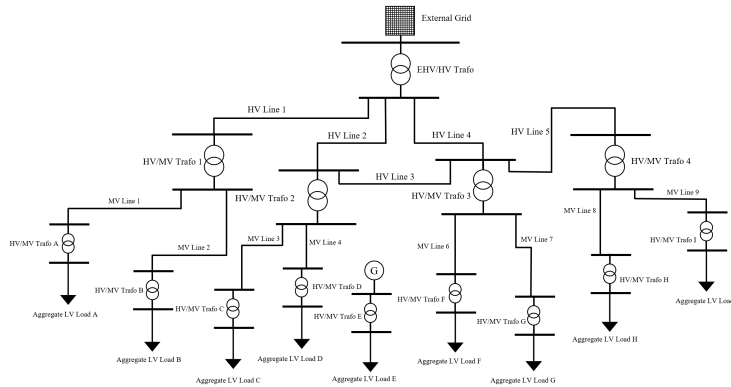 External Grid
EHV/HV Trafo
HV Line 1
HV Line 2
HV Line 4
HV Line 5
HV/MV Trafo 1
HV/MV Trafo 4
HV Line 3
HV/MV Trafo 2
HV/MV Trafo 3
MV Line 1
MV Line 9
MV Line 8
HV/MV Trafo A
MV Line 2
MV Line 3
MV Line 4
MV Line 6
MV Line 7
HV/MV Trafo I
G
HV/MV Trafo B
HV/MV Trafo D
HV/MV Trafo H
HV/MV Trafo F
HV/MV Trafo C
HV/MV Trafo E
HV/MV Trafo G
Aggregate LV Load A
Aggregate LV Load
Aggregate LV Load B
Aggregate LV Load D
Aggregate LV Load F
Aggregate LV Load H
Aggregate LV Load C
Aggregate LV Load E
Aggregate LV Load G